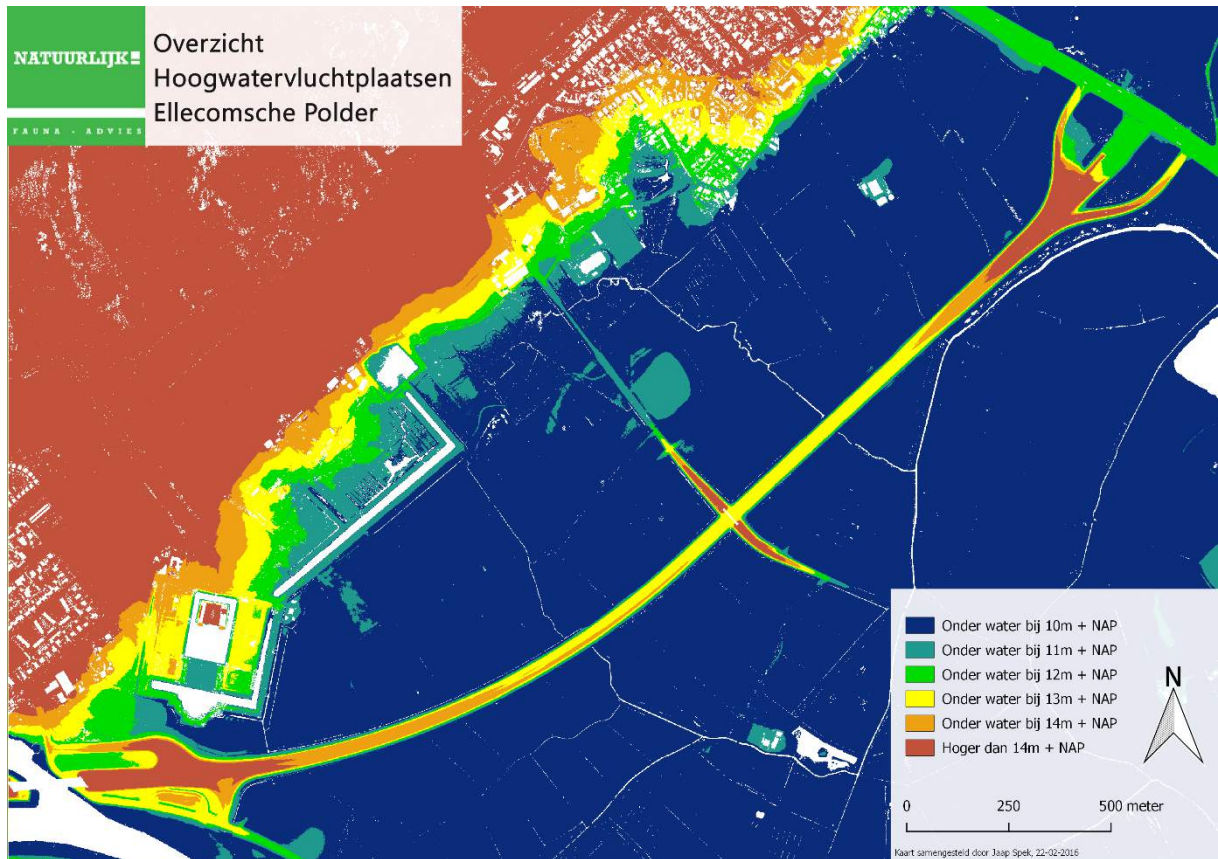 NATUURLIJK!
FAUNA - ADVIES
Overzicht
Hoogwatervluchtplaatsen
Ellecomsche Polder
Onder water bij 10m + NAP
Onder water bij 11m + NAP
Onder water bij 12m + NAP
Onder water bij 13m + NAP
Onder water bij 14m + NAP
Hoger dan 14m + NAP
N
0 250 500 meter
Kaart samengesteld door Jaap Spek, 22-02-2016